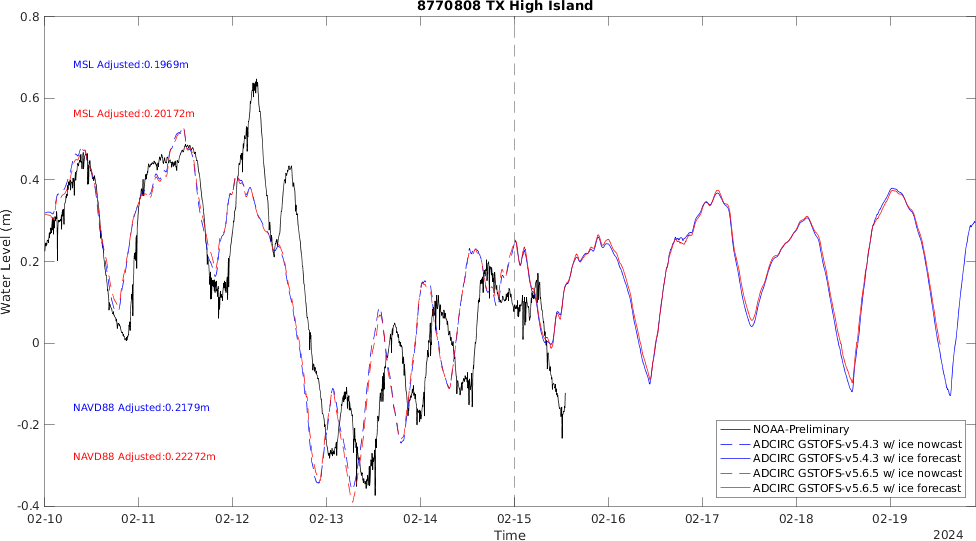 8770808 TX High Island
0.8
MSL Adjusted:0.1969m
0.6
MSL Adjusted:0.20172m
0.4
Water Level (m)
0.2
0
NAVD88 Adjusted:0.2179m
-0.2
NAVD88 Adjusted:0.22272m
NOAA-Preliminary
ADCIRC GSTOFS-v5.4.3 w/ ice nowcast
ADCIRC GSTOFS-v5.4.3 w/ ice forecast
ADCIRC GSTOFS-v5.6.5 w/ ice nowcast
ADCIRC GSTOFS-v5.6.5 w/ ice forecast
-0.4
02-10 02-11 02-12 02-13 02-14 02-15 02-16 02-17 02-18 02-19
Time
2024